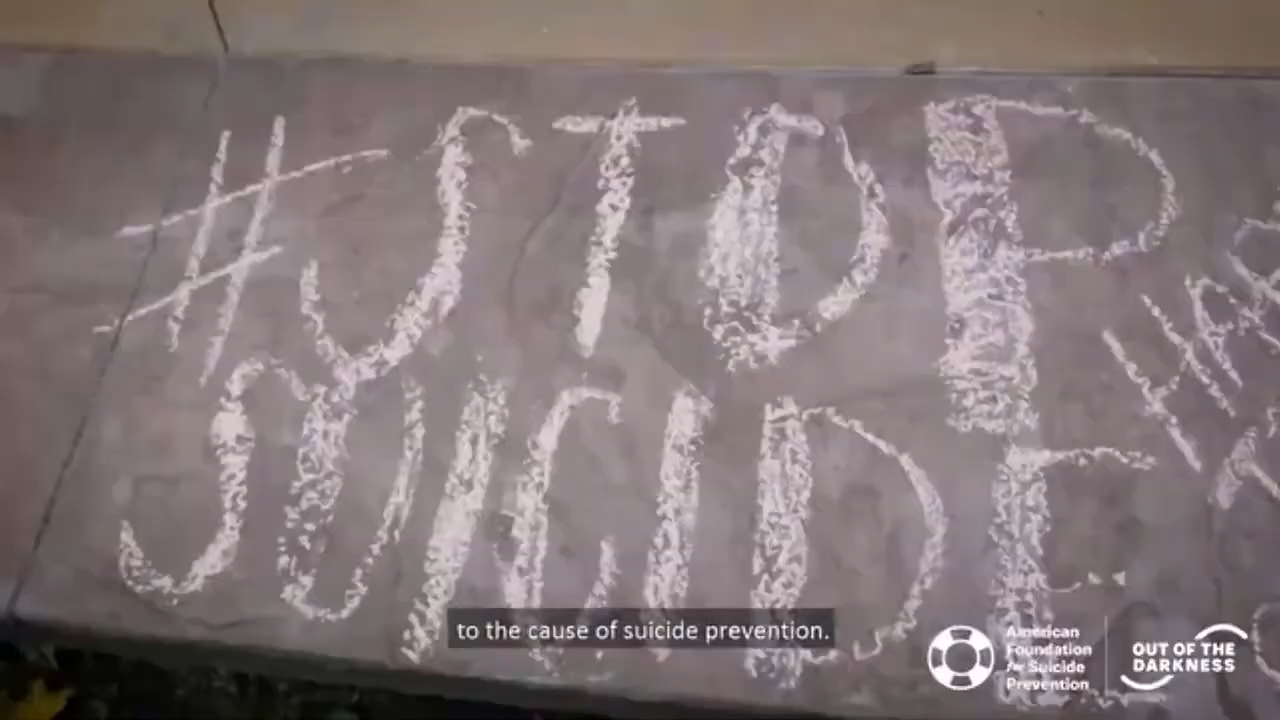 #STOP
SUICIDE
to the cause of suicide prevention.
American
Foundation
for Suicide
Prevention
OUT OF THE
DARKNESS